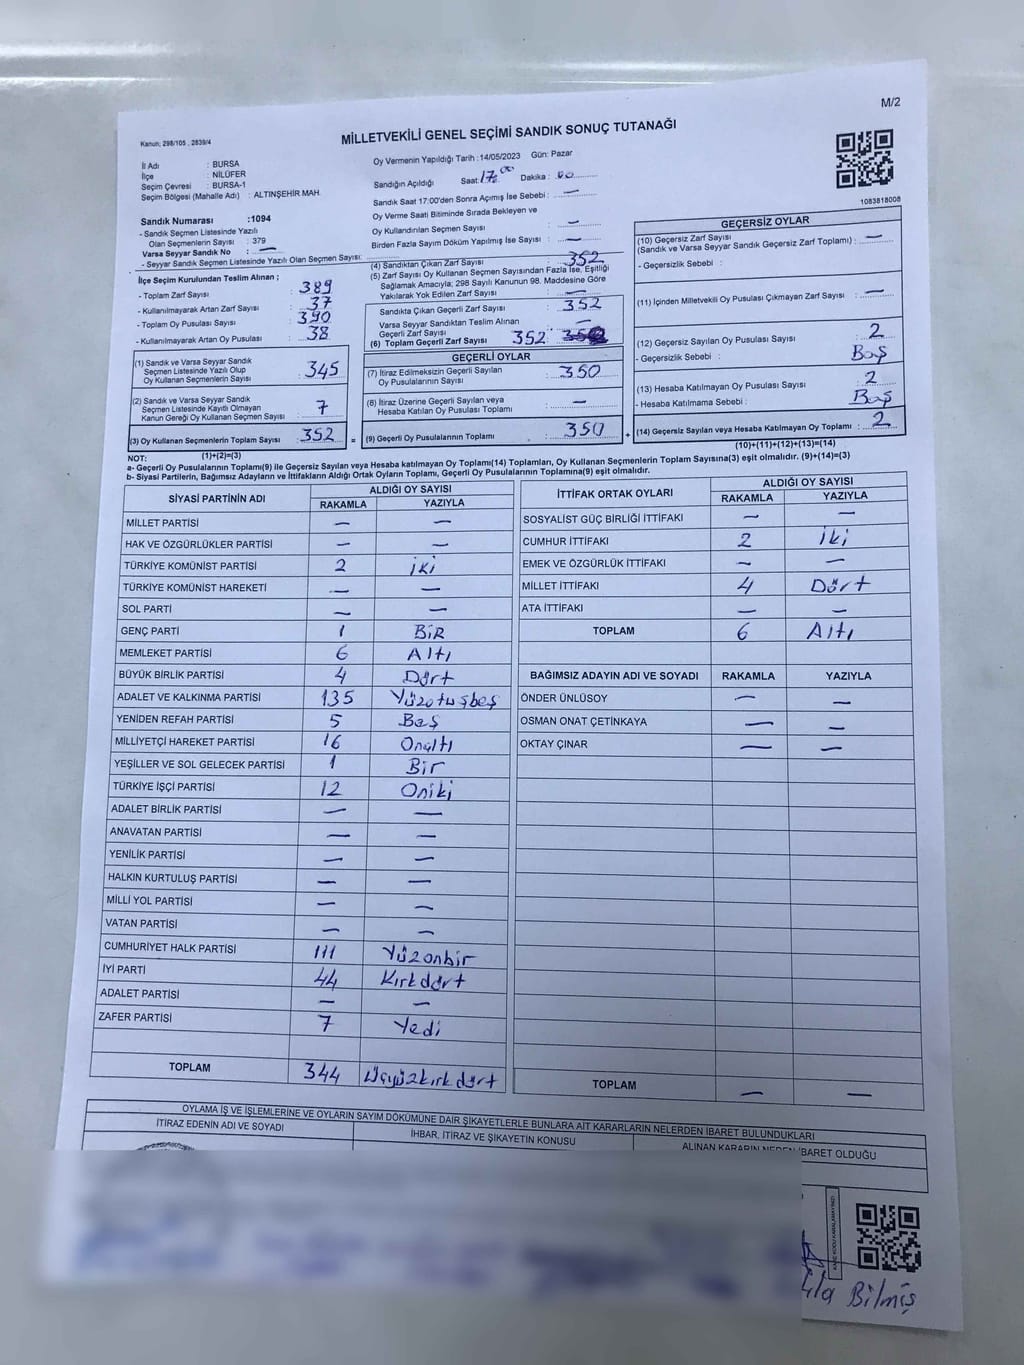 M/2
Kanun; 298/105 , 2839/4
MİLLETVEKİLİ GENEL SEÇİMİ SANDIK SONUÇ TUTANAĞI
İl Adı : BURSA
İlçe : NİLÜFER
Seçim Çevresi : BURSA-1
Seçim Bölgesi (Mahalle Adı) : ALTINŞEHİR MAH.
Sandık Numarası :1094
- Sandık Seçmen Listesinde Yazılı
Olan Seçmenlerin Sayısı : 379
Varsa Seyyar Sandık No : —
- Seyyar Sandık Seçmen Listesinde Yazılı Olan Seçmen Sayısı:
Oy Vermenin Yapıldığı Tarih :14/05/2023 Gün: Pazar
Sandığın Açıldığı Saat: 17.00 Dakika : 00
Sandık Saat 17:00'den Sonra Açımış İse Sebebi : —
Oy Verme Saati Bitiminde Sırada Bekleyen ve
Oy Kullandırılan Seçmen Sayısı —
Birden Fazla Sayım Döküm Yapılmış İse Sayısı : —
1083818008
İlçe Seçim Kurulundan Teslim Alınan ;
- Toplam Zarf Sayısı : 389
- Kullanılmayarak Artan Zarf Sayısı : 37
- Toplam Oy Pusulası Sayısı : 390
- Kullanılmayarak Artan Oy Pusulası : 38
(1) Sandık ve Varsa Seyyar Sandık
Seçmen Listesinde Yazılı Olup
Oy Kullanan Seçmenlerin Sayısı : 345
(2) Sandık ve Varsa Seyyar Sandık
Seçmen Listesinde Kayıtlı Olmayan
Kanun Gereği Oy Kullanan Seçmen Sayısı : 7
(3) Oy Kullanan Seçmenlerin Toplam Sayısı : 352 =
(1)+(2)=(3)
(4) Sandıktan Çıkan Zarf Sayısı : 352
(5) Zarf Sayısı Oy Kullanan Seçmen Sayısından Fazla İse, Eşitliği
Sağlamak Amacıyla; 298 Sayılı Kanunun 98. Maddesine Göre
Yakılarak Yok Edilen Zarf Sayısı : —
Sandıkta Çıkan Geçerli Zarf Sayısı : 352
Varsa Seyyar Sandıktan Teslim Alınan
Geçerli Zarf Sayısı —
(6) Toplam Geçerli Zarf Sayısı 352
GEÇERLİ OYLAR
(7) İtiraz Edilmeksizin Geçerli Sayılan
Oy Pusulalarının Sayısı : 350
(8) İtiraz Üzerine Geçerli Sayılan veya
Hesaba Katılan Oy Pusulası Toplamı : —
(9) Geçerli Oy Pusulalarının Toplamı : 350 +
GEÇERSİZ OYLAR
(10) Geçersiz Zarf Sayısı
(Sandık ve Varsa Seyyar Sandık Geçersiz Zarf Toplamı) : —
- Geçersizlik Sebebi :
(11) İçinden Milletvekili Oy Pusulası Çıkmayan Zarf Sayısı : —
(12) Geçersiz Sayılan Oy Pusulası Sayısı : 2
- Geçersizlik Sebebi : Boş
(13) Hesaba Katılmayan Oy Pusulası Sayısı : 2
- Hesaba Katılmama Sebebi : Boş
(14) Geçersiz Sayılan veya Hesaba Katılmayan Oy Toplamı : 2
(10)+(11)+(12)+(13)=(14)
NOT:
a- Geçerli Oy Pusulalarının Toplamı(9) ile Geçersiz Sayılan veya Hesaba katılmayan Oy Toplamı(14) Toplamları, Oy Kullanan Seçmenlerin Toplam Sayısına(3) eşit olmalıdır. (9)+(14)=(3)
b- Siyasi Partilerin, Bağımsız Adayların ve İttifakların Aldığı Ortak Oyların Toplamı, Geçerli Oy Pusulalarının Toplamına(9) eşit olmalıdır.
SİYASİ PARTİNİN ADI ALDIĞI OY SAYISI
RAKAMLA YAZIYLA
MİLLET PARTİSİ — —
HAK VE ÖZGÜRLÜKLER PARTİSİ — —
TÜRKİYE KOMÜNİST PARTİSİ 2 iki
TÜRKİYE KOMÜNİST HAREKETİ — —
SOL PARTİ — —
GENÇ PARTİ 1 BİR
MEMLEKET PARTİSİ 6 Altı
BÜYÜK BİRLİK PARTİSİ 4 Dört
ADALET VE KALKINMA PARTİSİ 135 Yüzotuzbeş
YENİDEN REFAH PARTİSİ 5 Beş
MİLLİYETÇİ HAREKET PARTİSİ 16 Onaltı
YEŞİLLER VE SOL GELECEK PARTİSİ 1 Bir
TÜRKİYE İŞÇİ PARTİSİ 12 Oniki
ADALET BİRLİK PARTİSİ — —
ANAVATAN PARTİSİ — —
YENİLİK PARTİSİ — —
HALKIN KURTULUŞ PARTİSİ — —
MİLLİ YOL PARTİSİ — —
VATAN PARTİSİ — —
CUMHURİYET HALK PARTİSİ 111 Yüzonbir
İYİ PARTİ 44 Kırkdört
ADALET PARTİSİ — —
ZAFER PARTİSİ 7 Yedi
TOPLAM 344 Üçyüzkırkdört
İTTİFAK ORTAK OYLARI ALDIĞI OY SAYISI
RAKAMLA YAZIYLA
SOSYALİST GÜÇ BİRLİĞİ İTTİFAKI — —
CUMHUR İTTİFAKI 2 iki
EMEK VE ÖZGÜRLÜK İTTİFAKI — —
MİLLET İTTİFAKI 4 Dört
ATA İTTİFAKI — —
TOPLAM 6 Altı
BAĞIMSIZ ADAYIN ADI VE SOYADI RAKAMLA YAZIYLA
ÖNDER ÜNLÜSOY — —
OSMAN ONAT ÇETİNKAYA — —
OKTAY ÇINAR — —
TOPLAM — —
OYLAMA İŞ VE İŞLEMLERİNE VE OYLARIN SAYIM DÖKÜMÜNE DAİR ŞİKAYETLERLE BUNLARA AİT KARARLARIN NELERDEN İBARET BULUNDUKLARI
İTİRAZ EDENİN ADI VE SOYADI İHBAR, İTİRAZ VE ŞİKAYETİN KONUSU ALINAN KARARIN NEDEN İBARET OLDUĞU
KARE KODU KARALAMAYINIZ!
Bilmiş